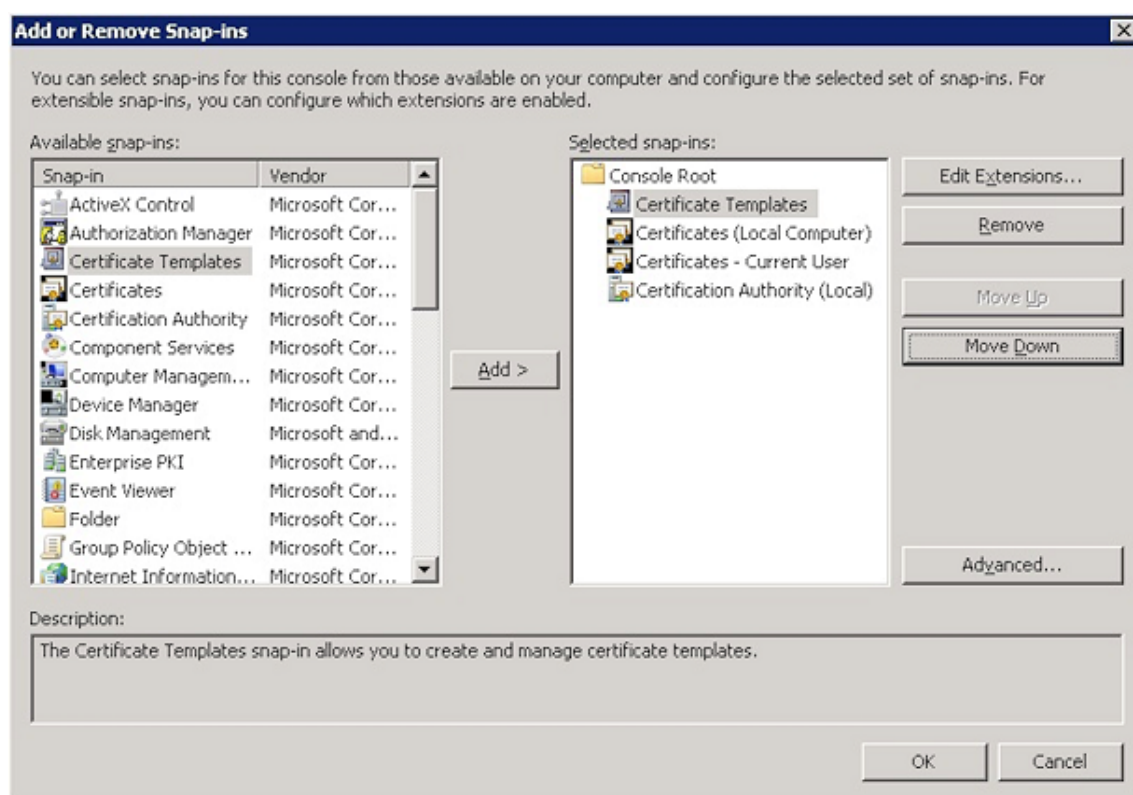 Add or Remove Snap-ins
You can select snap-ins for this console from those available on your computer and configure the selected set of snap-ins. For
extensible snap-ins, you can configure which extensions are enabled.
Available snap-ins:
Snap-in Vendor
ActiveX Control Microsoft Cor...
Authorization Manager Microsoft Cor...
Certificate Templates Microsoft Cor...
Certificates Microsoft Cor...
Certification Authority Microsoft Cor...
Component Services Microsoft Cor...
Computer Managem... Microsoft Cor...
Device Manager Microsoft Cor...
Disk Management Microsoft and...
Enterprise PKI Microsoft Cor...
Event Viewer Microsoft Cor...
Folder Microsoft Cor...
Group Policy Object ... Microsoft Cor...
Internet Information... Microsoft Cor...
Add >
Selected snap-ins:
Console Root
Certificate Templates
Certificates (Local Computer)
Certificates - Current User
Certification Authority (Local)
Edit Extensions...
Remove
Move Up
Move Down
Advanced...
Description:
The Certificate Templates snap-in allows you to create and manage certificate templates.
OK
Cancel